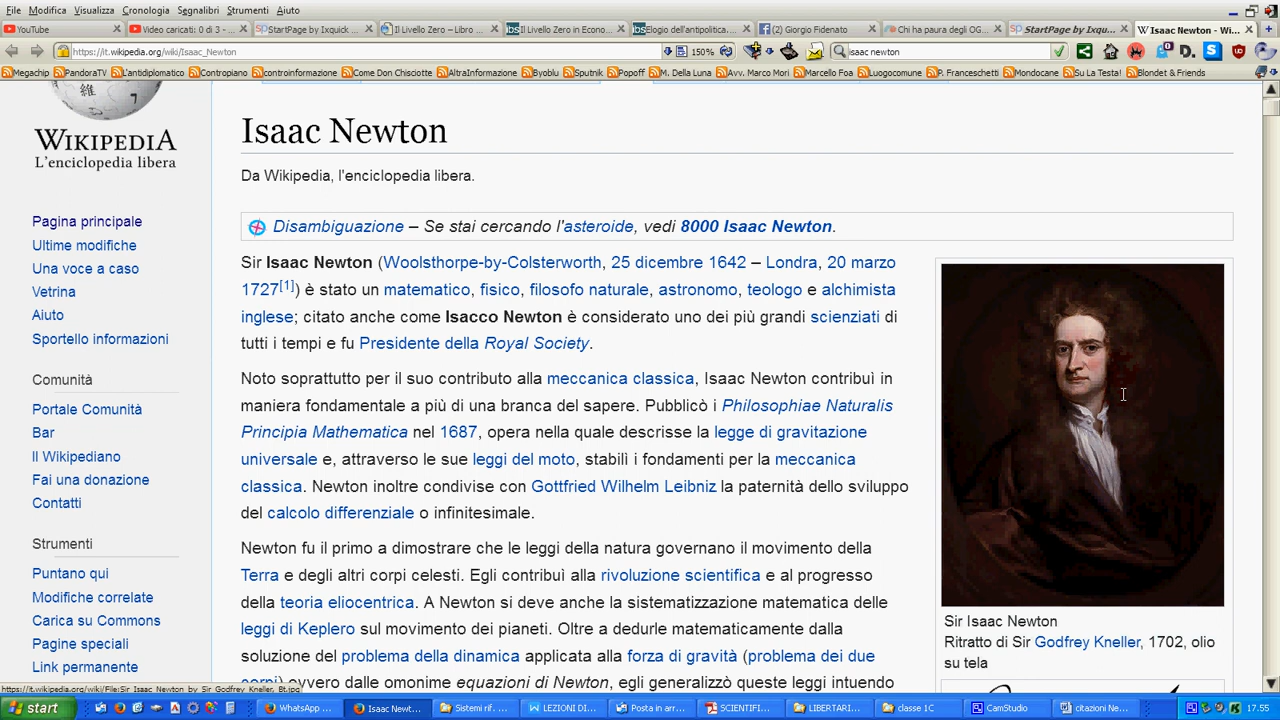 File Modifica Visualizza Cronologia Segnalibri Strumenti Aiuto
YouTube
Video caricati: 0 di 3 - ...
StartPage by Ixquick ...
Il Livello Zero – Libro ...
Il Livello Zero in Econo...
Elogio dell'antipolitica...
(2) Giorgio Fidenato
Chi ha paura degli OG...
StartPage by Ixqu...
Isaac Newton - Wi...
https://it.wikipedia.org/wiki/Isaac_Newton
150%
isaac newton
Megachip PandoraTV L'antidiplomatico Contropiano controinformazione Come Don Chisciotte AltraInformazione Byoblu Sputnik Popoff M. Della Luna Avv. Marco Mori Marcello Foa Luogocomune P. Franceschetti Mondocane Su La Testa! Blondet & Friends
維
WIKIPEDIA
L'enciclopedia libera
Pagina principale
Ultime modifiche
Una voce a caso
Vetrina
Aiuto
Sportello informazioni
Comunità
Portale Comunità
Bar
Il Wikipediano
Fai una donazione
Contatti
Strumenti
Puntano qui
Modifiche correlate
Carica su Commons
Pagine speciali
Link permanente
Isaac Newton
Da Wikipedia, l'enciclopedia libera.
Disambiguazione – Se stai cercando l'asteroide, vedi 8000 Isaac Newton.
Sir Isaac Newton (Woolsthorpe-by-Colsterworth, 25 dicembre 1642 – Londra, 20 marzo
1727[1]) è stato un matematico, fisico, filosofo naturale, astronomo, teologo e alchimista
inglese; citato anche come Isacco Newton è considerato uno dei più grandi scienziati di
tutti i tempi e fu Presidente della Royal Society.
Noto soprattutto per il suo contributo alla meccanica classica, Isaac Newton contribuì in
maniera fondamentale a più di una branca del sapere. Pubblicò i Philosophiae Naturalis
Principia Mathematica nel 1687, opera nella quale descrisse la legge di gravitazione
universale e, attraverso le sue leggi del moto, stabilì i fondamenti per la meccanica
classica. Newton inoltre condivise con Gottfried Wilhelm Leibniz la paternità dello sviluppo
del calcolo differenziale o infinitesimale.
Newton fu il primo a dimostrare che le leggi della natura governano il movimento della
Terra e degli altri corpi celesti. Egli contribuì alla rivoluzione scientifica e al progresso
della teoria eliocentrica. A Newton si deve anche la sistematizzazione matematica delle
leggi di Keplero sul movimento dei pianeti. Oltre a dedurle matematicamente dalla
soluzione del problema della dinamica applicata alla forza di gravità (problema dei due
corpi) ovvero dalle omonime equazioni di Newton, egli generalizzò queste leggi intuendo
Sir Isaac Newton
Ritratto di Sir Godfrey Kneller, 1702, olio
su tela
https://it.wikipedia.org/wiki/File:Sir_Isaac_Newton_by_Sir_Godfrey_Kneller,_Bt.jpg
start
WhatsApp ...
Isaac Newt...
Sistemi rif. ...
LEZIONI DI...
Posta in arr...
SCIENTIFI...
LIBERTARI...
classe 1C
CamStudio
citazioni Ne...
17.55